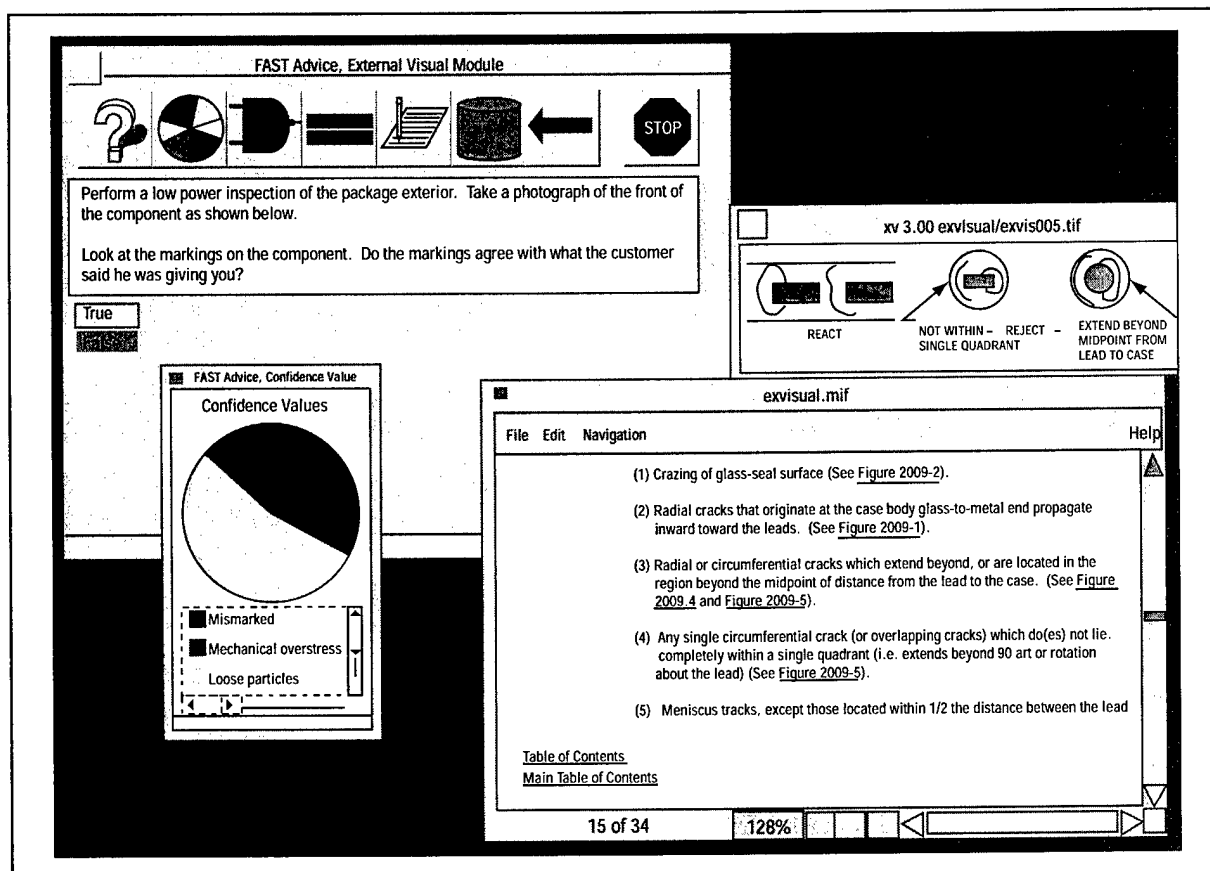 FAST Advice, External Visual Module
STOP
Perform a low power inspection of the package exterior. Take a photograph of the front of
the component as shown below.
Look at the markings on the component. Do the markings agree with what the customer
said he was giving you?
True
xv 3.00 exvisual/exvis005.tif
REACT
NOT WITHIN – REJECT –
SINGLE QUADRANT
EXTEND BEYOND
MIDPOINT FROM
LEAD TO CASE
FAST Advice, Confidence Value
Confidence Values
Mismarked
Mechanical overstress
Loose particles
exvisual.mif
File Edit Navigation Help
(1) Crazing of glass-seal surface (See Figure 2009-2).
(2) Radial cracks that originate at the case body glass-to-metal end propagate
inward toward the leads. (See Figure 2009-1).
(3) Radial or circumferential cracks which extend beyond, or are located in the
region beyond the midpoint of distance from the lead to the case. (See Figure
2009.4 and Figure 2009-5).
(4) Any single circumferential crack (or overlapping cracks) which do(es) not lie.
completely within a single quadrant (i.e. extends beyond 90 art or rotation
about the lead) (See Figure 2009-5).
(5) Meniscus tracks, except those located within 1/2 the distance between the lead
Table of Contents
Main Table of Contents
15 of 34
128%